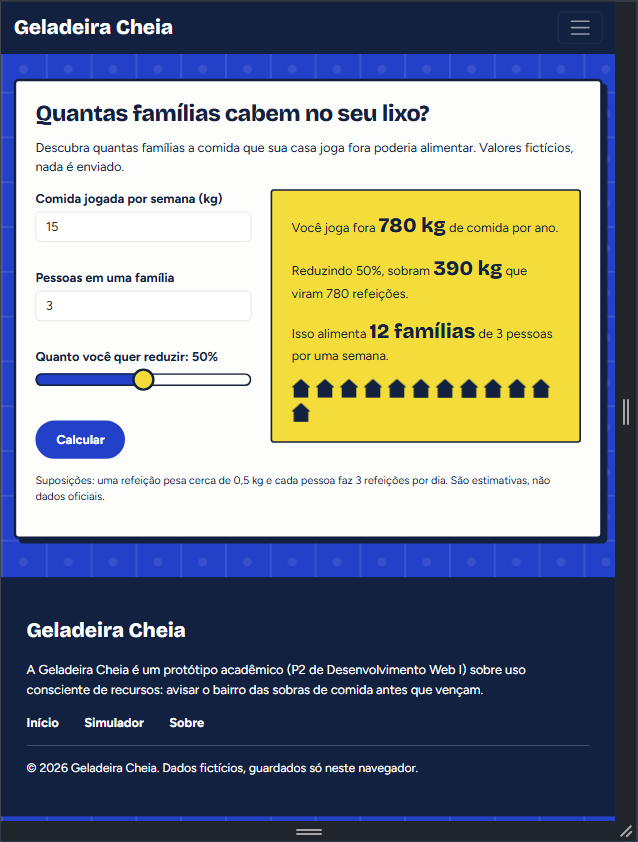 Geladeira Cheia
Quantas famílias cabem no seu lixo?
Descubra quantas famílias a comida que sua casa joga fora poderia alimentar. Valores fictícios,
nada é enviado.
Comida jogada por semana (kg)
15
Pessoas em uma família
3
Quanto você quer reduzir: 50%
Calcular
Você joga fora 780 kg de comida por ano.
Reduzindo 50%, sobram 390 kg que
viram 780 refeições.
Isso alimenta 12 famílias de 3 pessoas
por uma semana.
Suposições: uma refeição pesa cerca de 0,5 kg e cada pessoa faz 3 refeições por dia. São estimativas, não
dados oficiais.
Geladeira Cheia
A Geladeira Cheia é um protótipo acadêmico (P2 de Desenvolvimento Web I) sobre uso
consciente de recursos: avisar o bairro das sobras de comida antes que vençam.
Início Simulador Sobre
© 2026 Geladeira Cheia. Dados fictícios, guardados só neste navegador.